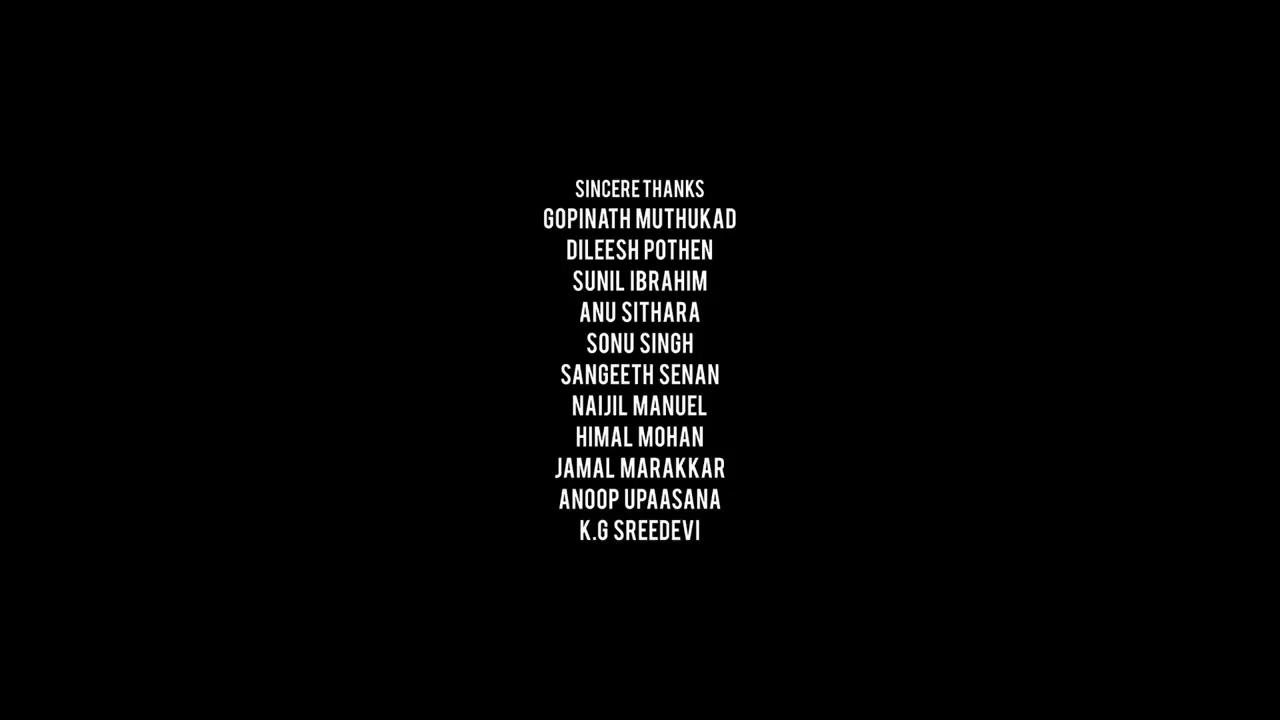 SINCERE THANKS
GOPINATH MUTHUKAD
DILEESH POTHEN
SUNIL IBRAHIM
ANU SITHARA
SONU SINGH
SANGEETH SENAN
NAIJIL MANUEL
HIMAL MOHAN
JAMAL MARAKKAR
ANOOP UPAASANA
K.G SREEDEVI